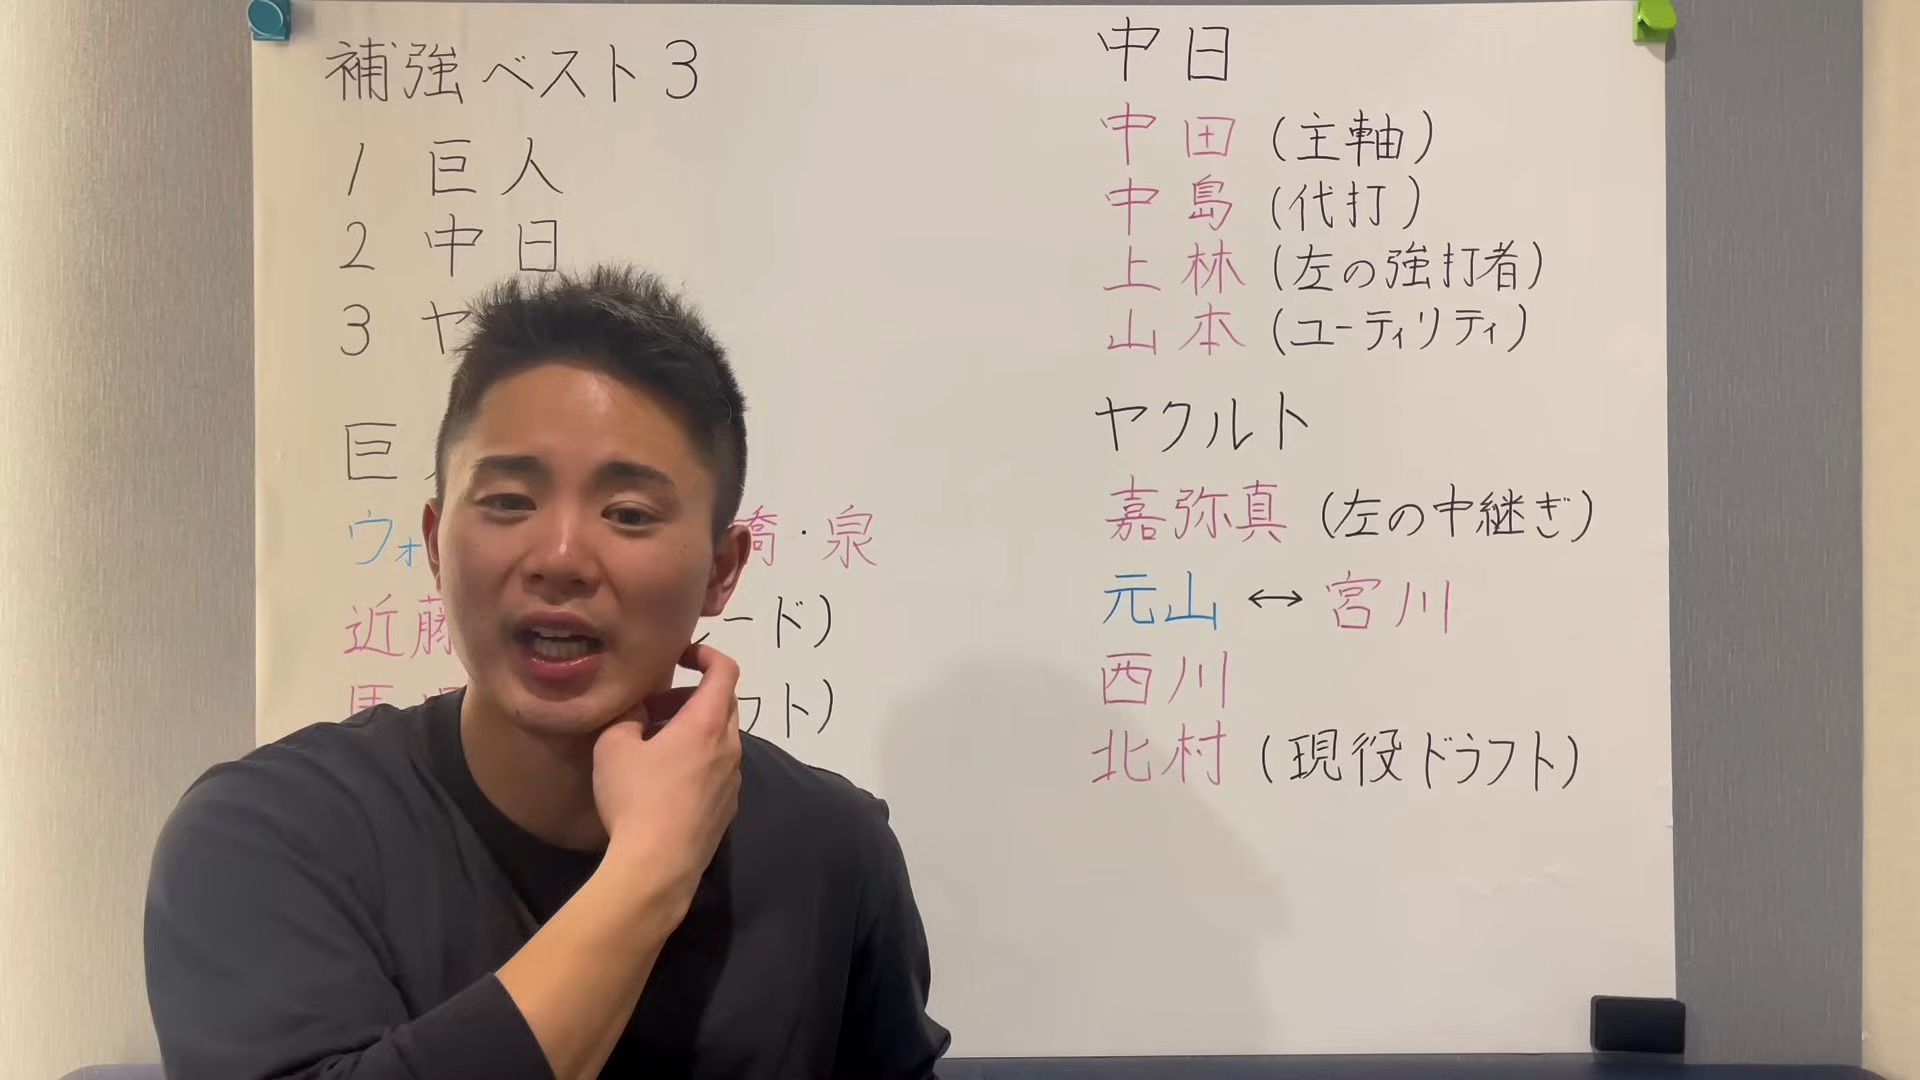 補強ベスト3
1 巨人
2 中日
3 ヤ
巨
ウォ 橋・泉
近藤 ード)
フト)
中日
中田(主軸)
中島(代打)
上林(左の強打者)
山本(ユーティリティ)
ヤクルト
嘉弥真(左の中継ぎ)
元山↔宮川
西川
北村(現役ドラフト)